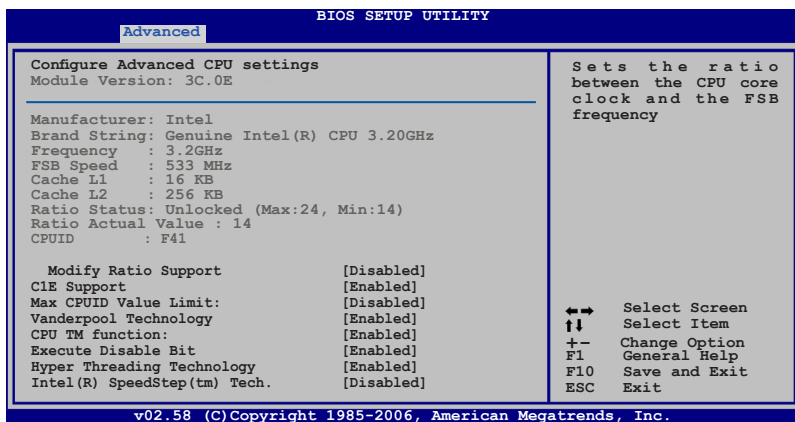 BIOS SETUP UTILITY
Advanced
Configure Advanced CPU settings
Module Version: 3C.0E
Manufacturer: Intel
Brand String: Genuine Intel(R) CPU 3.20GHz
Frequency : 3.2GHz
FSB Speed : 533 MHz
Cache L1 : 16 KB
Cache L2 : 256 KB
Ratio Status: Unlocked (Max:24, Min:14)
Ratio Actual Value : 14
CPUID : F41
Modify Ratio Support [Disabled]
C1E Support [Enabled]
Max CPUID Value Limit: [Disabled]
Vanderpool Technology [Enabled]
CPU TM function: [Enabled]
Execute Disable Bit [Enabled]
Hyper Threading Technology [Enabled]
Intel(R) SpeedStep(tm) Tech. [Disabled]
Sets the ratio
between the CPU core
clock and the FSB
frequency
←→ Select Screen
↑↓ Select Item
+- Change Option
F1 General Help
F10 Save and Exit
ESC Exit
v02.58 (C)Copyright 1985-2006, American Megatrends, Inc.